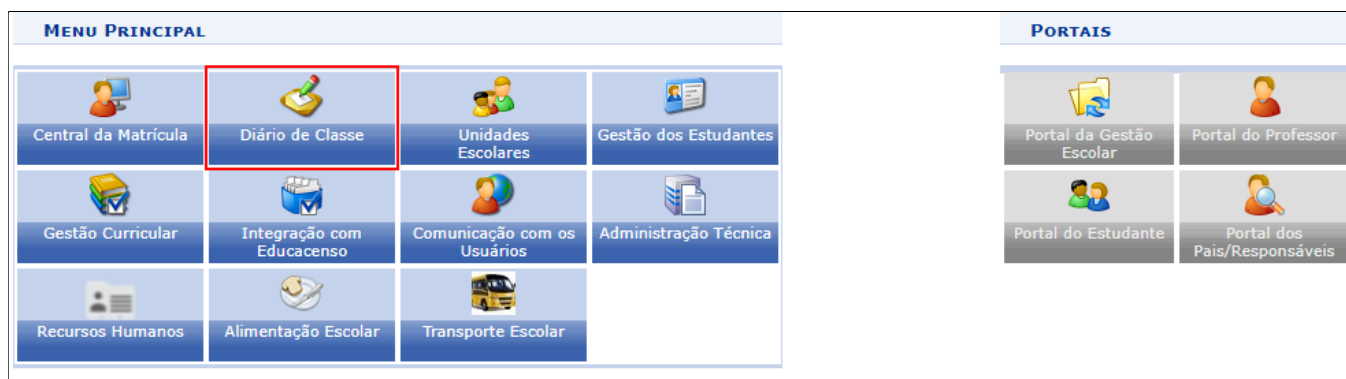 MENU PRINCIPAL
PORTAIS
Central da Matrícula
Diário de Classe
Unidades
Escolares
Gestão dos Estudantes
Portal da Gestão
Escolar
Portal do Professor
Gestão Curricular
Integração com
Educacenso
Comunicação com os
Usuários
Administração Técnica
Portal do Estudante
Portal dos
Pais/Responsáveis
Recursos Humanos
Alimentação Escolar
Transporte Escolar